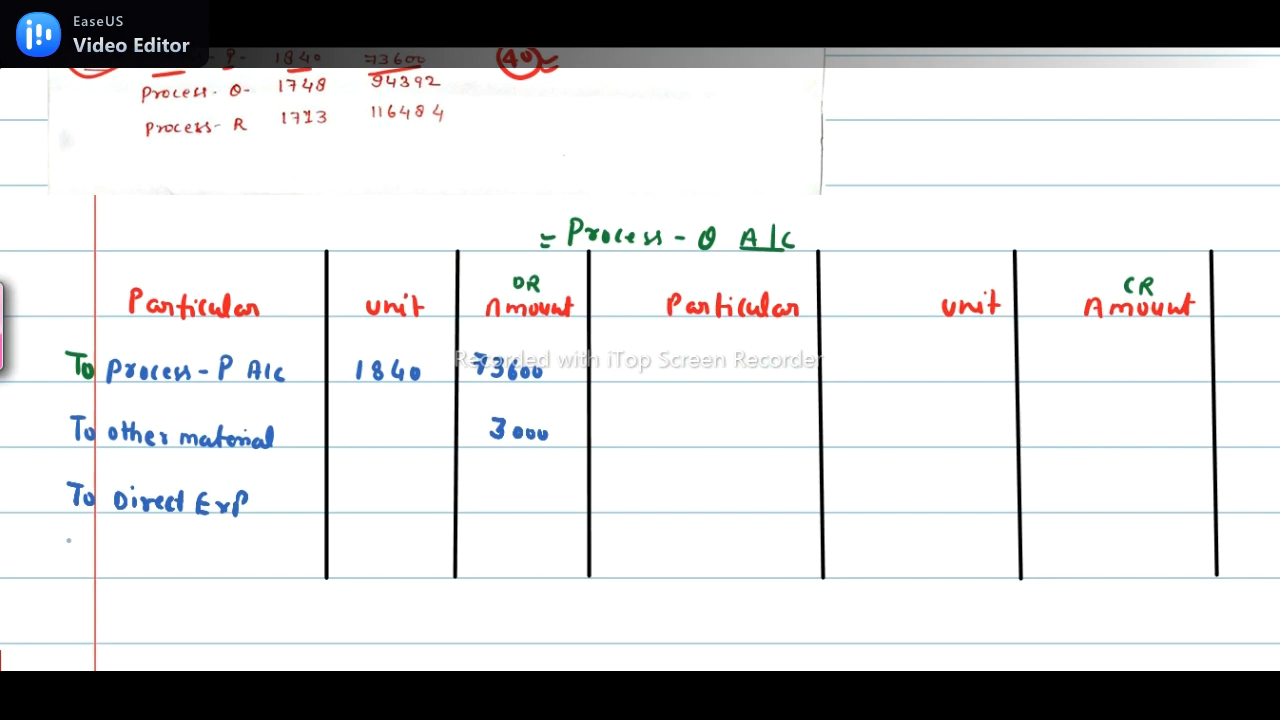 EaseUS
Video Editor
P- 1840 73600 40
Process- Q- 1748 94392
Process- R 1713 116484
= Process - Q A/c
Particular unit DR Amount Particular unit CR Amount
Recorded with iTop Screen Recorder
To Process - P A/c 1840 73600
To other material 3000
To Direct Exp